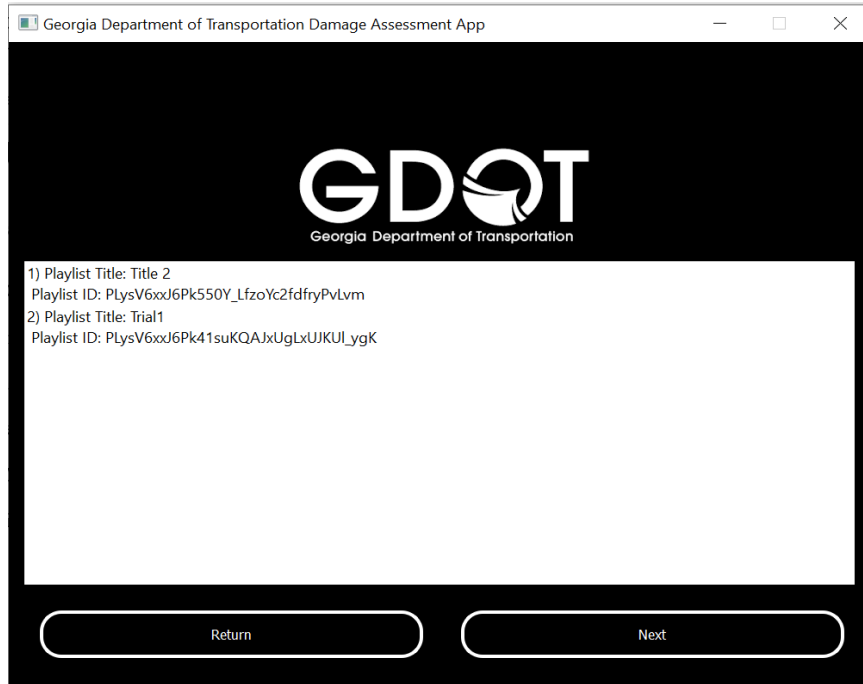 Georgia Department of Transportation Damage Assessment App
GDOT
Georgia Department of Transportation
1) Playlist Title: Title 2
Playlist ID: PLysV6xxJ6Pk550Y_LfzoYc2fdfryPvLvm
2) Playlist Title: Trial1
Playlist ID: PLysV6xxJ6Pk41suKQAJxUgLxUJKUl_ygK
Return
Next